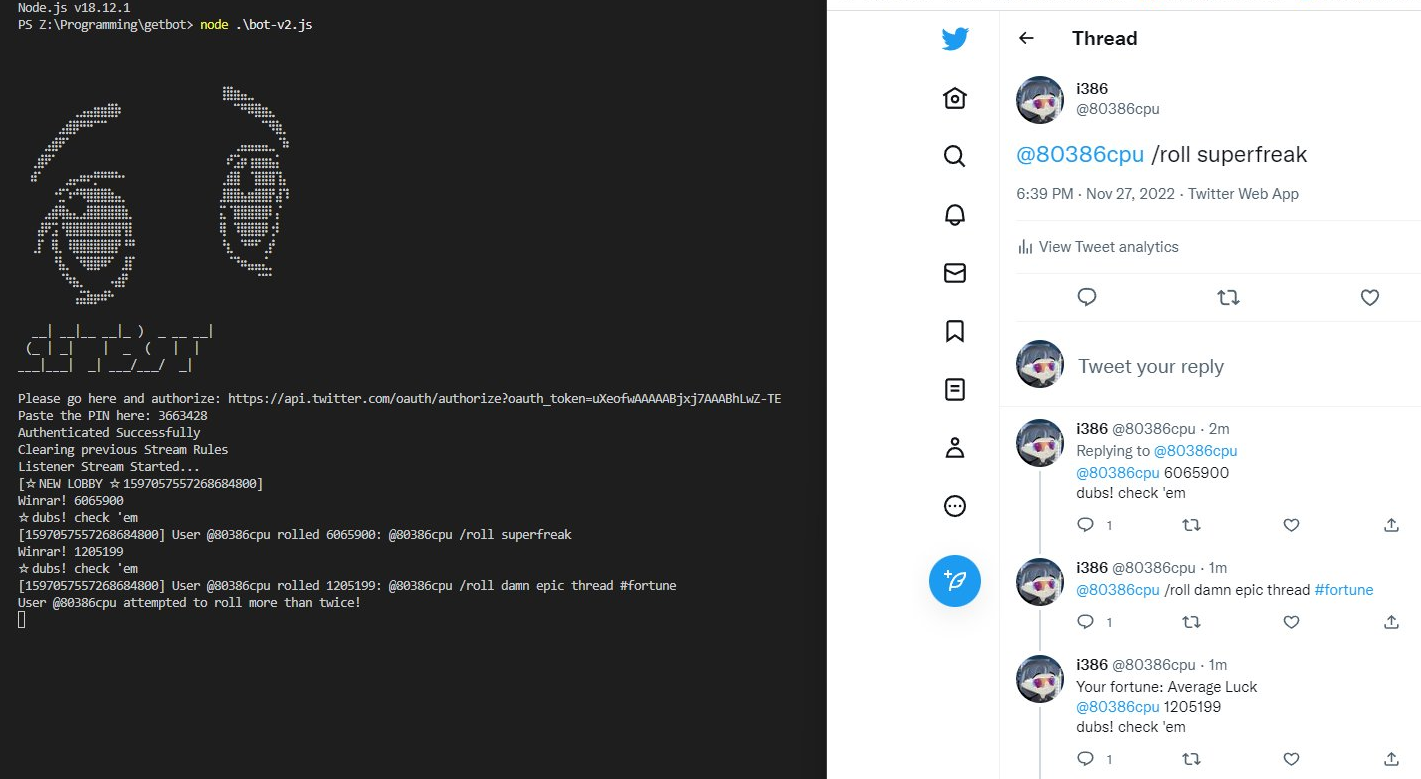 Node.js v18.12.1
PS Z:\Programming\getbot> node .\bot-v2.js
Please go here and authorize: https://api.twitter.com/oauth/authorize?oauth_token=uXeofwAAAAABjxj7AAABhLwZ-TE
Paste the PIN here: 3663428
Authenticated Successfully
Clearing previous Stream Rules
Listener Stream Started...
[☆NEW LOBBY ☆1597057557268684800]
Winrar! 6065900
☆dubs! check 'em
[1597057557268684800] User @80386cpu rolled 6065900: @80386cpu /roll superfreak
Winrar! 1205199
☆dubs! check 'em
[1597057557268684800] User @80386cpu rolled 1205199: @80386cpu /roll damn epic thread #fortune
User @80386cpu attempted to roll more than twice!
Thread
i386
@80386cpu
@80386cpu /roll superfreak
6:39 PM · Nov 27, 2022 · Twitter Web App
View Tweet analytics
Tweet your reply
i386 @80386cpu · 2m
Replying to @80386cpu
@80386cpu 6065900
dubs! check 'em
1
i386 @80386cpu · 1m
@80386cpu /roll damn epic thread #fortune
1
i386 @80386cpu · 1m
Your fortune: Average Luck
@80386cpu 1205199
dubs! check 'em
1